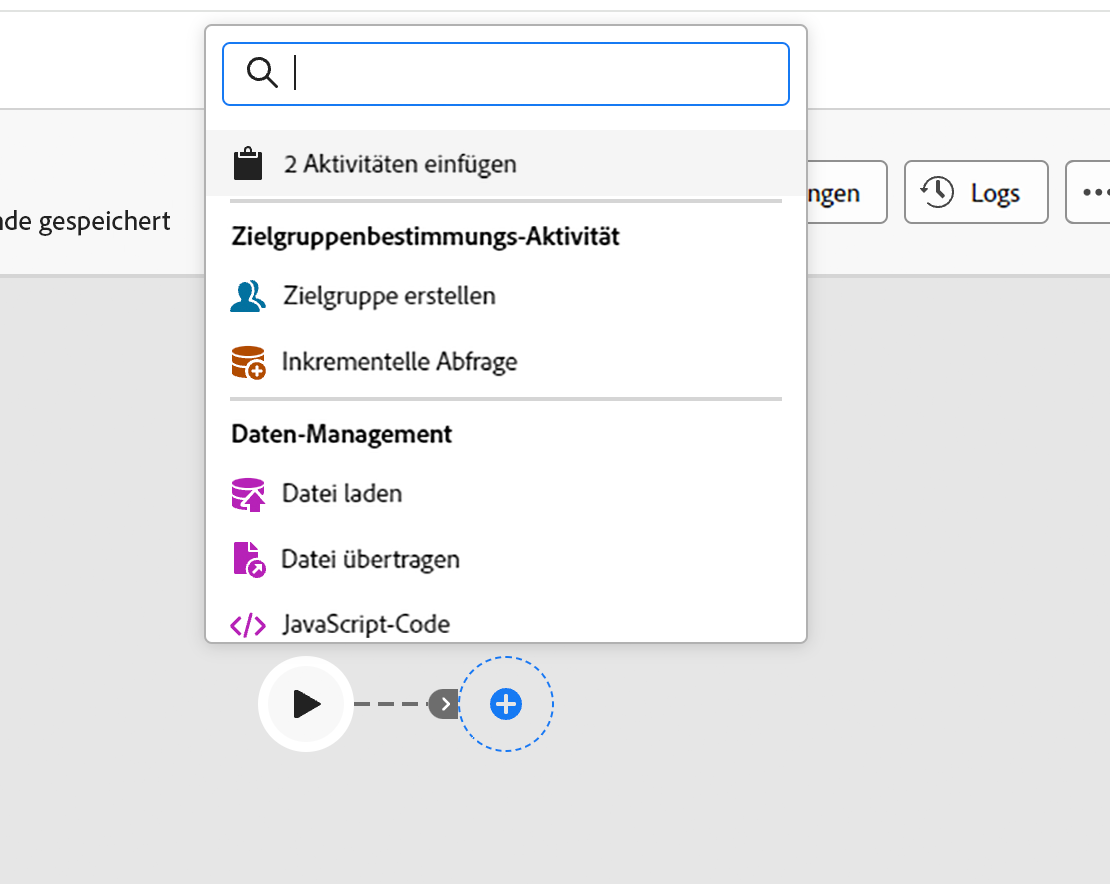 2 Aktivitäten einfügen
ngen
Logs
nde gespeichert
Zielgruppenbestimmungs-Aktivität
Zielgruppe erstellen
Inkrementelle Abfrage
Daten-Management
Datei laden
Datei übertragen
JavaScript-Code